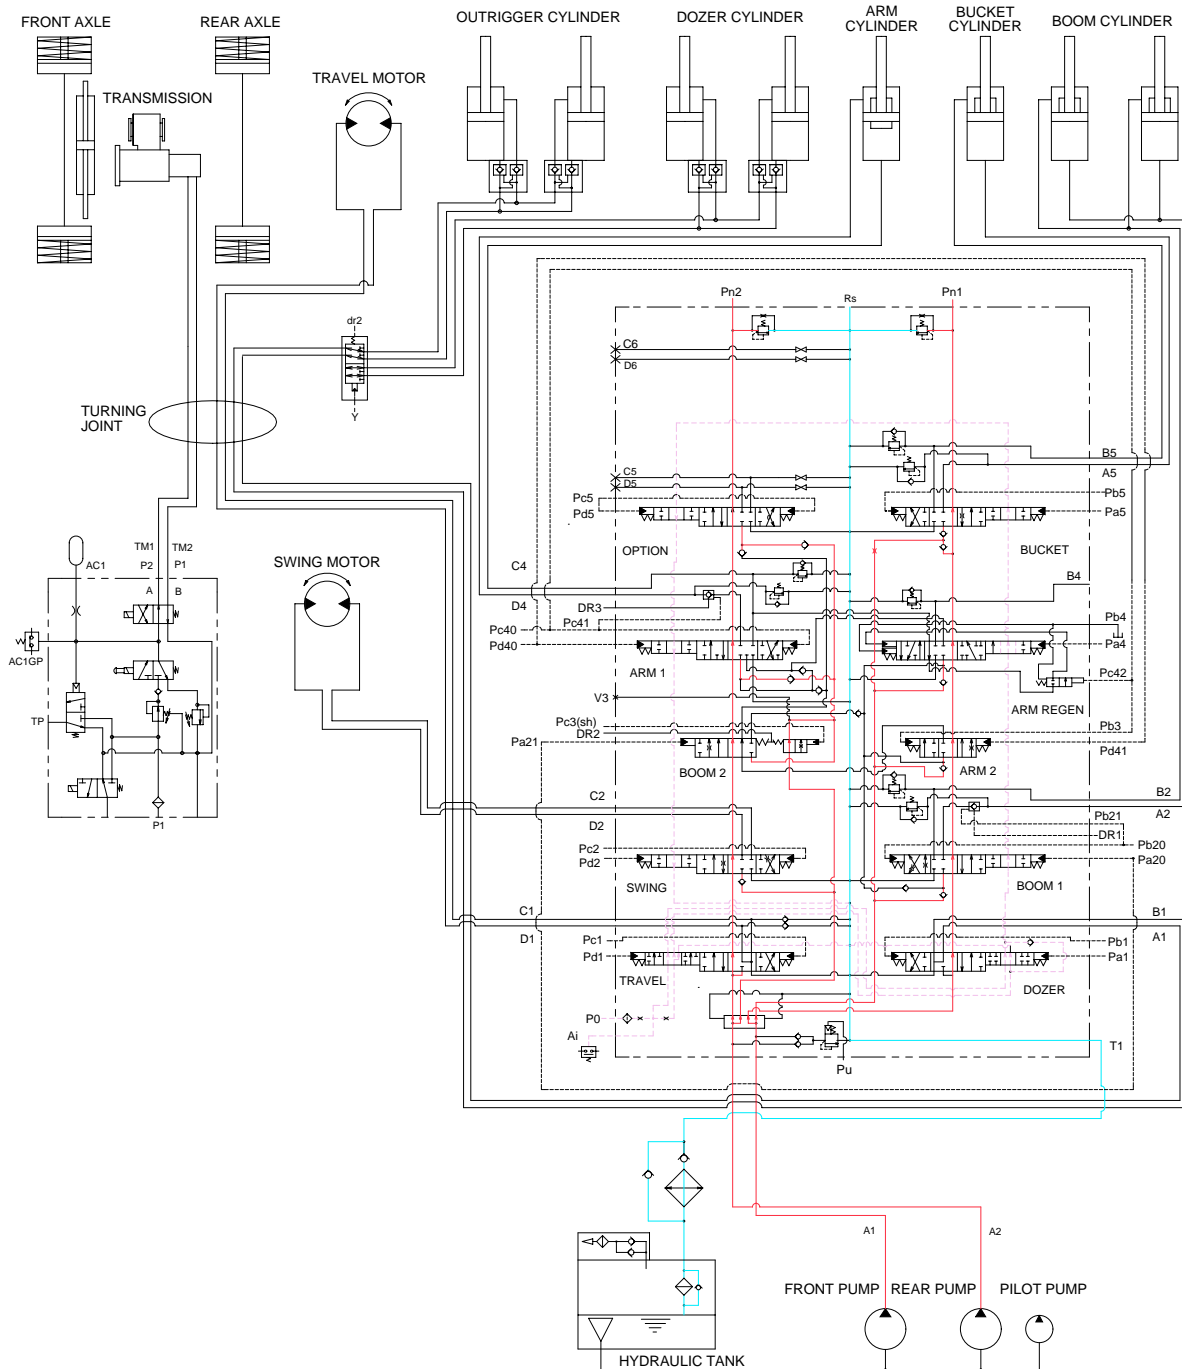 FRONT AXLE
REAR AXLE
OUTRIGGER CYLINDER
DOZER CYLINDER
ARM
CYLINDER
BUCKET
CYLINDER
BOOM CYLINDER
TRANSMISSION
TRAVEL MOTOR
Pn2
Rs
Pn1
dr2
C6
D6
Y
TURNING
JOINT
B5
A5
C5
D5
Pc5
Pd5
Pb5
Pa5
OPTION
BUCKET
TM1
TM2
P2
P1
AC1
A
B
SWING MOTOR
C4
D4
B4
DR3
Pc41
Pc40
Pd40
Pb4
Pa4
AC1GP
ARM 1
Pc42
V3
ARM REGEN
TP
Pc3(sh)
DR2
Pa21
Pb3
Pd41
BOOM 2
ARM 2
C2
D2
B2
A2
Pb21
DR1
P1
Pc2
Pd2
Pb20
Pa20
SWING
BOOM 1
C1
D1
B1
A1
Pc1
Pd1
Pb1
Pa1
TRAVEL
DOZER
P0
Ai
T1
Pu
A1
A2
FRONT PUMP
REAR PUMP
PILOT PUMP
HYDRAULIC TANK